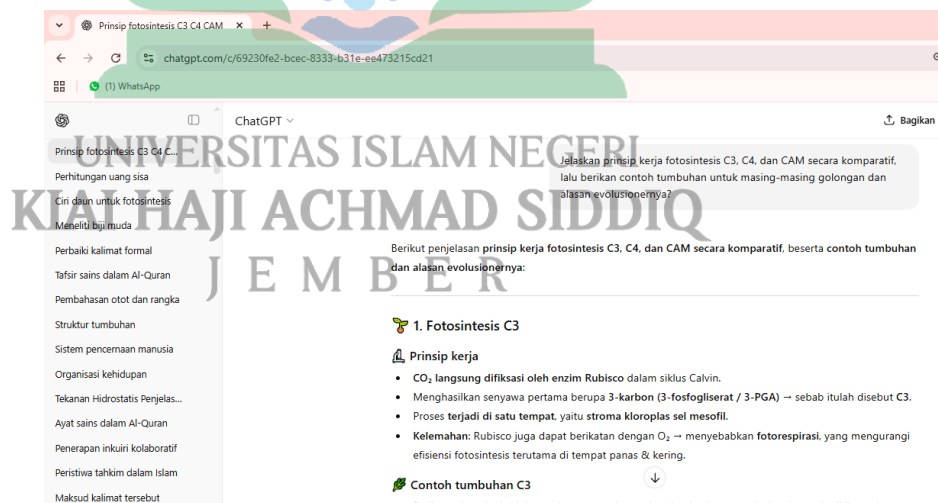 Prinsip fotosintesis C3 C4 CAM
chatgpt.com/c/69230fe2-bcec-8333-b31e-ee473215cd21
(1) WhatsApp
ChatGPT
Bagikan
Prinsip fotosintesis C3 C4 C...
Perhitungan uang sisa
Ciri daun untuk fotosintesis
Meneliti biji muda
Perbaiki kalimat formal
Tafsir sains dalam Al-Quran
Pembahasan otot dan rangka
Struktur tumbuhan
Sistem pencernaan manusia
Organisasi kehidupan
Tekanan Hidrostatis Penjelas...
Ayat sains dalam Al-Quran
Penerapan inkuiri kolaboratif
Peristiwa tahkim dalam Islam
Maksud kalimat tersebut
UNIVERSITAS ISLAM NEGERI
KIAI HAJI ACHMAD SIDDIQ
JEMBER
Jelaskan prinsip kerja fotosintesis C3, C4, dan CAM secara komparatif,
lalu berikan contoh tumbuhan untuk masing-masing golongan dan
alasan evolusionernya?
Berikut penjelasan prinsip kerja fotosintesis C3, C4, dan CAM secara komparatif, beserta contoh tumbuhan
dan alasan evolusionernya:
1. Fotosintesis C3
Prinsip kerja
• CO₂ langsung difiksasi oleh enzim Rubisco dalam siklus Calvin.
• Menghasilkan senyawa pertama berupa 3-karbon (3-fosfogliserat / 3-PGA) → sebab itulah disebut C3.
• Proses terjadi di satu tempat, yaitu stroma kloroplas sel mesofil.
• Kelemahan: Rubisco juga dapat berikatan dengan O₂ → menyebabkan fotorespirasi, yang mengurangi
efisiensi fotosintesis terutama di tempat panas & kering.
Contoh tumbuhan C3